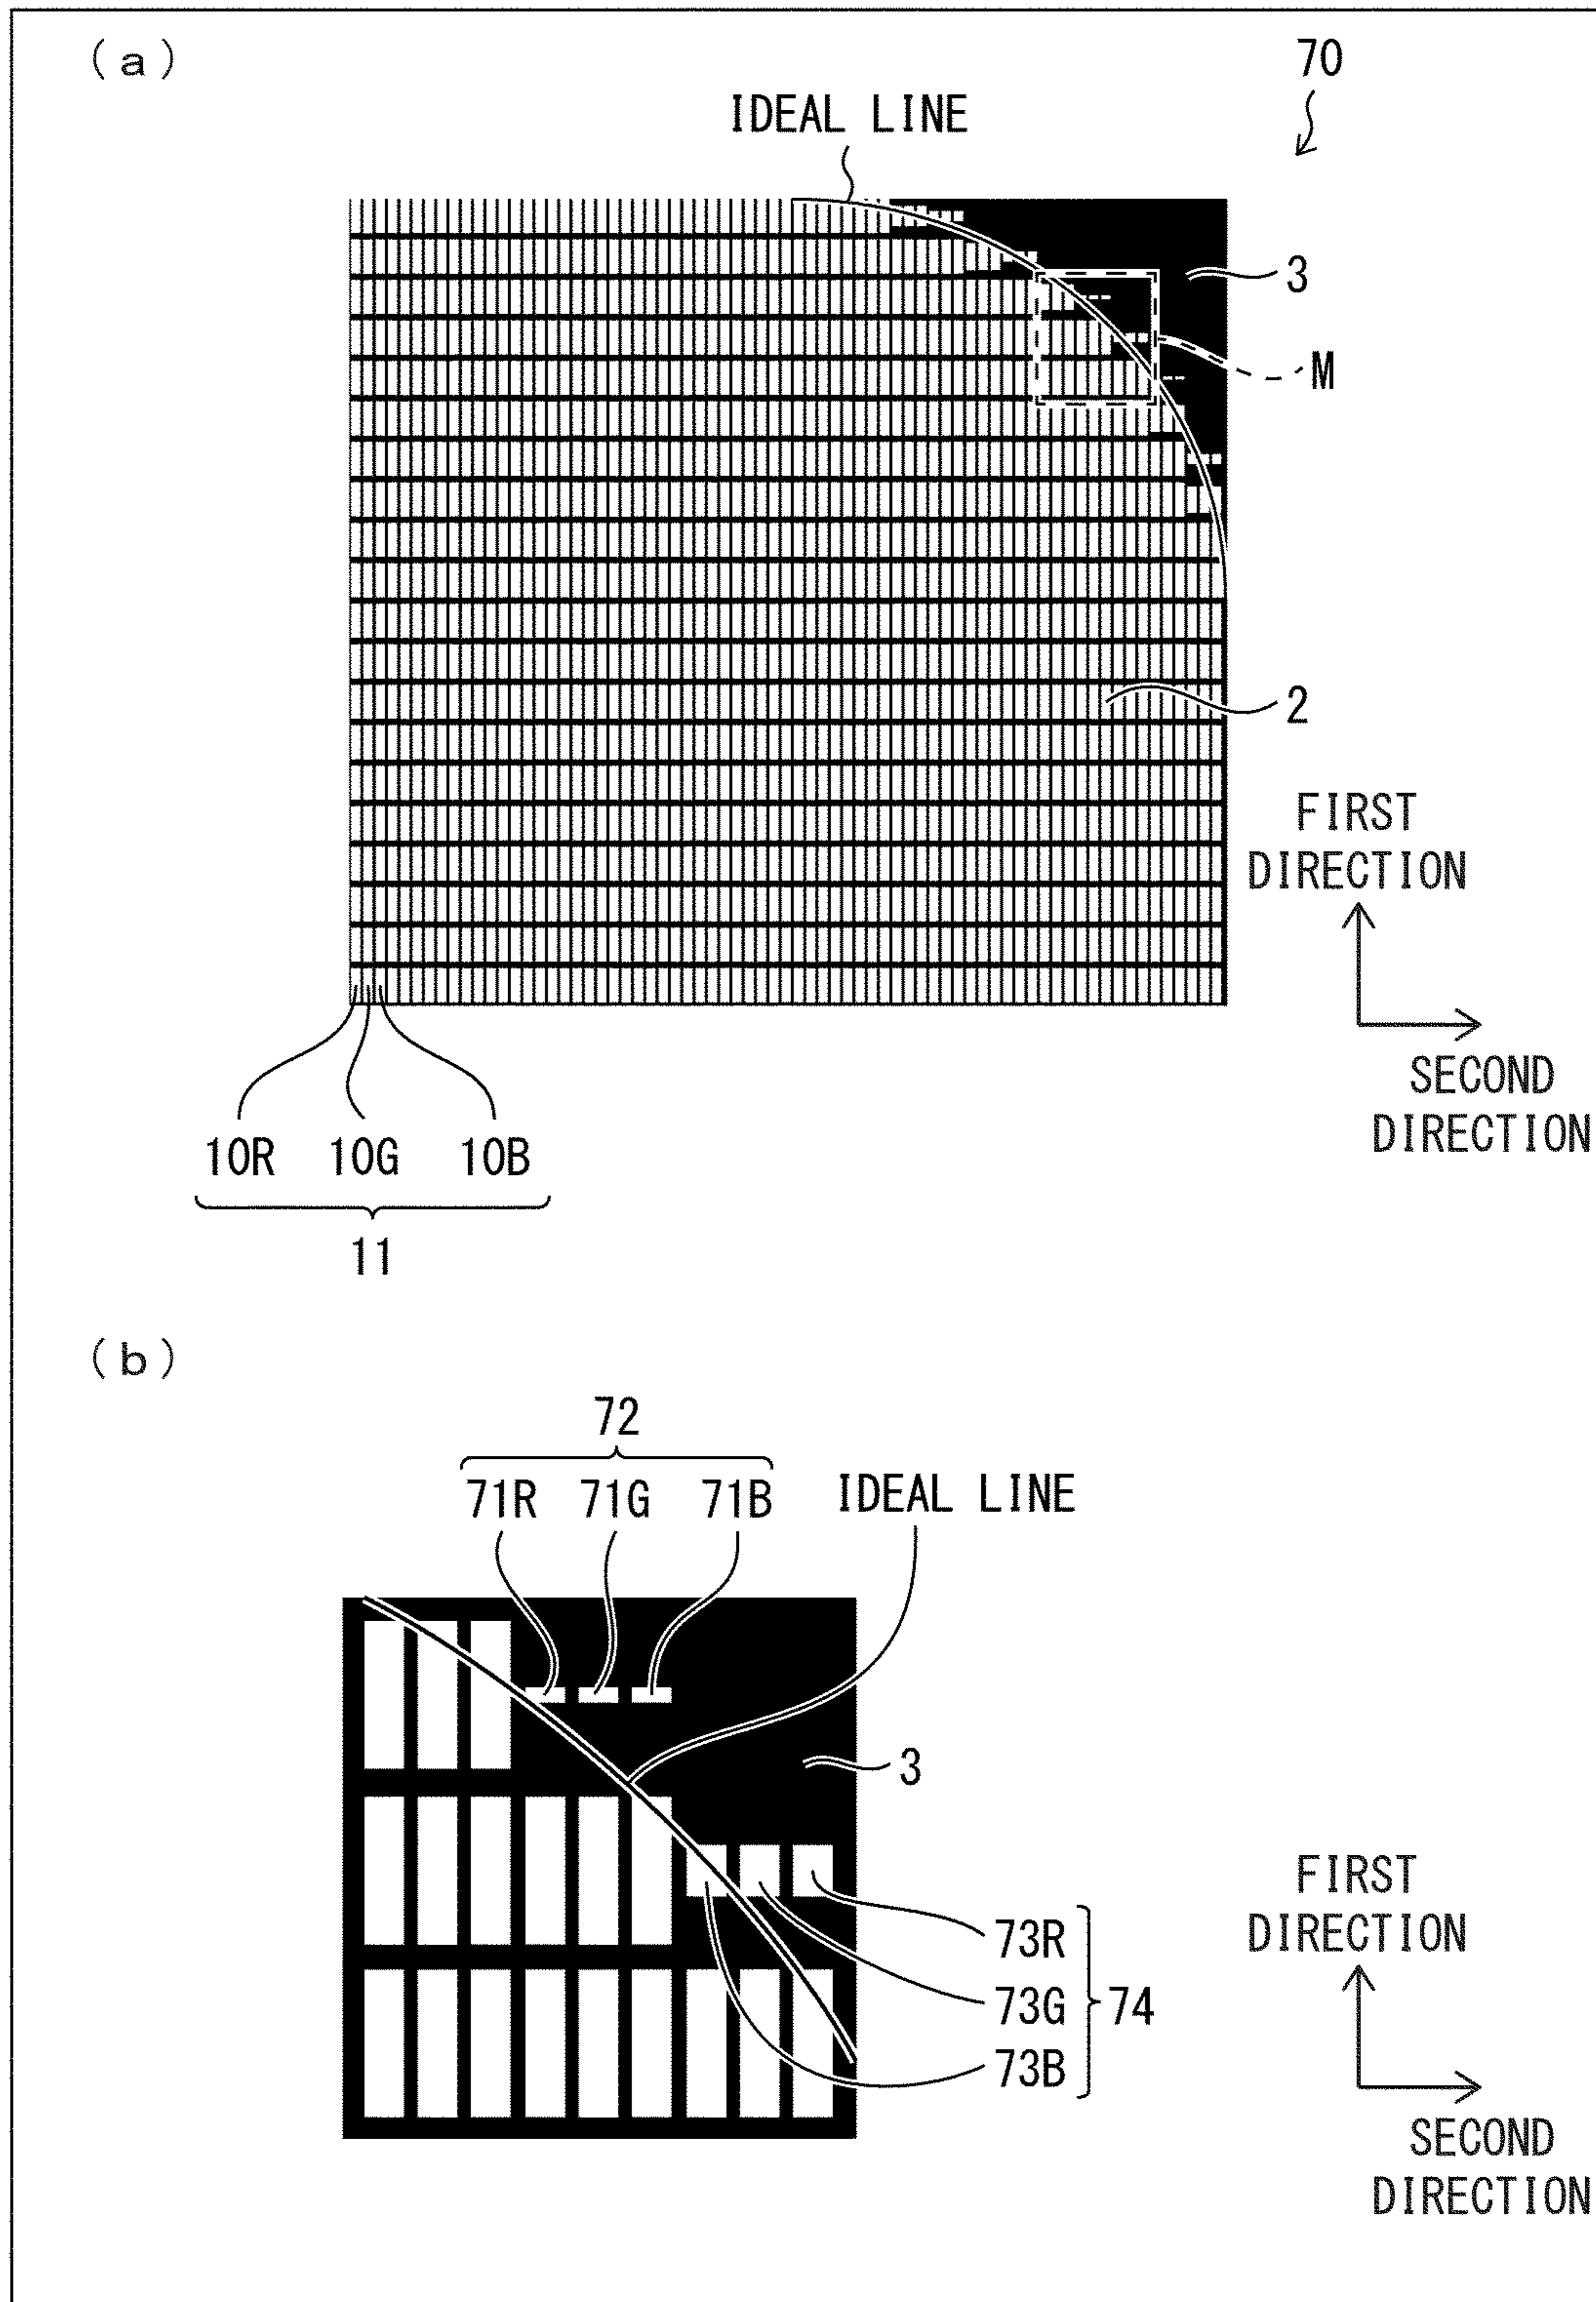 (a)
70
IDEAL LINE
3
M
2
FIRST
DIRECTION
SECOND
DIRECTION
10R 10G 10B
11
(b)
72
71R 71G 71B IDEAL LINE
3
FIRST
DIRECTION
73R
73G 74
73B
SECOND
DIRECTION